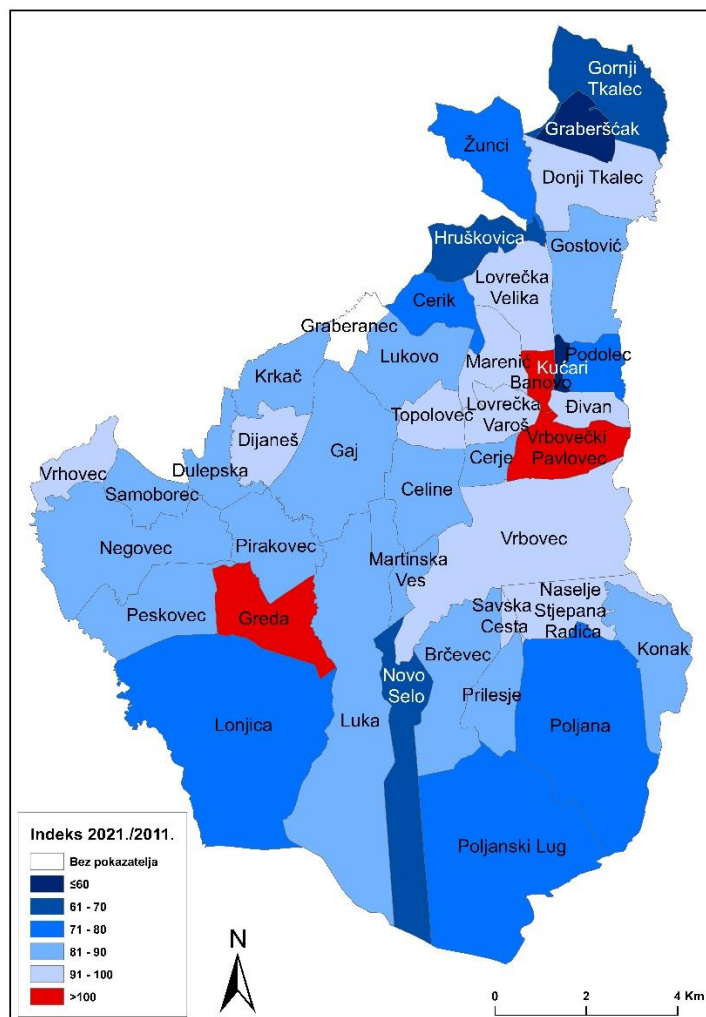 Gornji
Tkalec
Graberšćak
Žunci
Donji Tkalec
Hruškovica
Gostović
Lovrečka
Velika
Cerik
Graberanec
Lukovo
Marenić
Podolec
Kućari
Banovo
Krkač
Topolovec
Lovrečka
Varoš
Đivan
Dijaneš
Gaj
Vrbovečki
Pavlovec
Vrhovec
Dulepska
Cerje
Samoborec
Celine
Negovec
Pirakovec
Martinska
Ves
Vrbovec
Peskovec
Greda
Savska
Cesta
Naselje
Stjepana
Radića
Konak
Brčevec
Novo
Selo
Prilesje
Lonjica
Luka
Poljana
Poljanski Lug
Indeks 2021./2011.
Bez pokazatelja
≤60
61 - 70
71 - 80
81 - 90
91 - 100
>100
N
0 2 4 Km